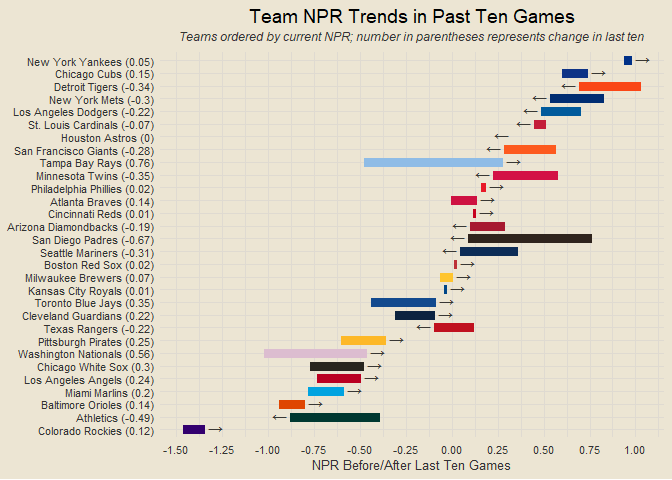 Team NPR Trends in Past Ten Games
Teams ordered by current NPR; number in parentheses represents change in last ten
New York Yankees (0.05)
Chicago Cubs (0.15)
Detroit Tigers (-0.34)
New York Mets (-0.3)
Los Angeles Dodgers (-0.22)
St. Louis Cardinals (-0.07)
Houston Astros (0)
San Francisco Giants (-0.28)
Tampa Bay Rays (0.76)
Minnesota Twins (-0.35)
Philadelphia Phillies (0.02)
Atlanta Braves (0.14)
Cincinnati Reds (0.01)
Arizona Diamondbacks (-0.19)
San Diego Padres (-0.67)
Seattle Mariners (-0.31)
Boston Red Sox (0.02)
Milwaukee Brewers (0.07)
Kansas City Royals (0.01)
Toronto Blue Jays (0.35)
Cleveland Guardians (0.22)
Texas Rangers (-0.22)
Pittsburgh Pirates (0.25)
Washington Nationals (0.56)
Chicago White Sox (0.3)
Los Angeles Angels (0.24)
Miami Marlins (0.2)
Baltimore Orioles (0.14)
Athletics (-0.49)
Colorado Rockies (0.12)
-1.50 -1.25 -1.00 -0.75 -0.50 -0.25 0.00 0.25 0.50 0.75 1.00
NPR Before/After Last Ten Games